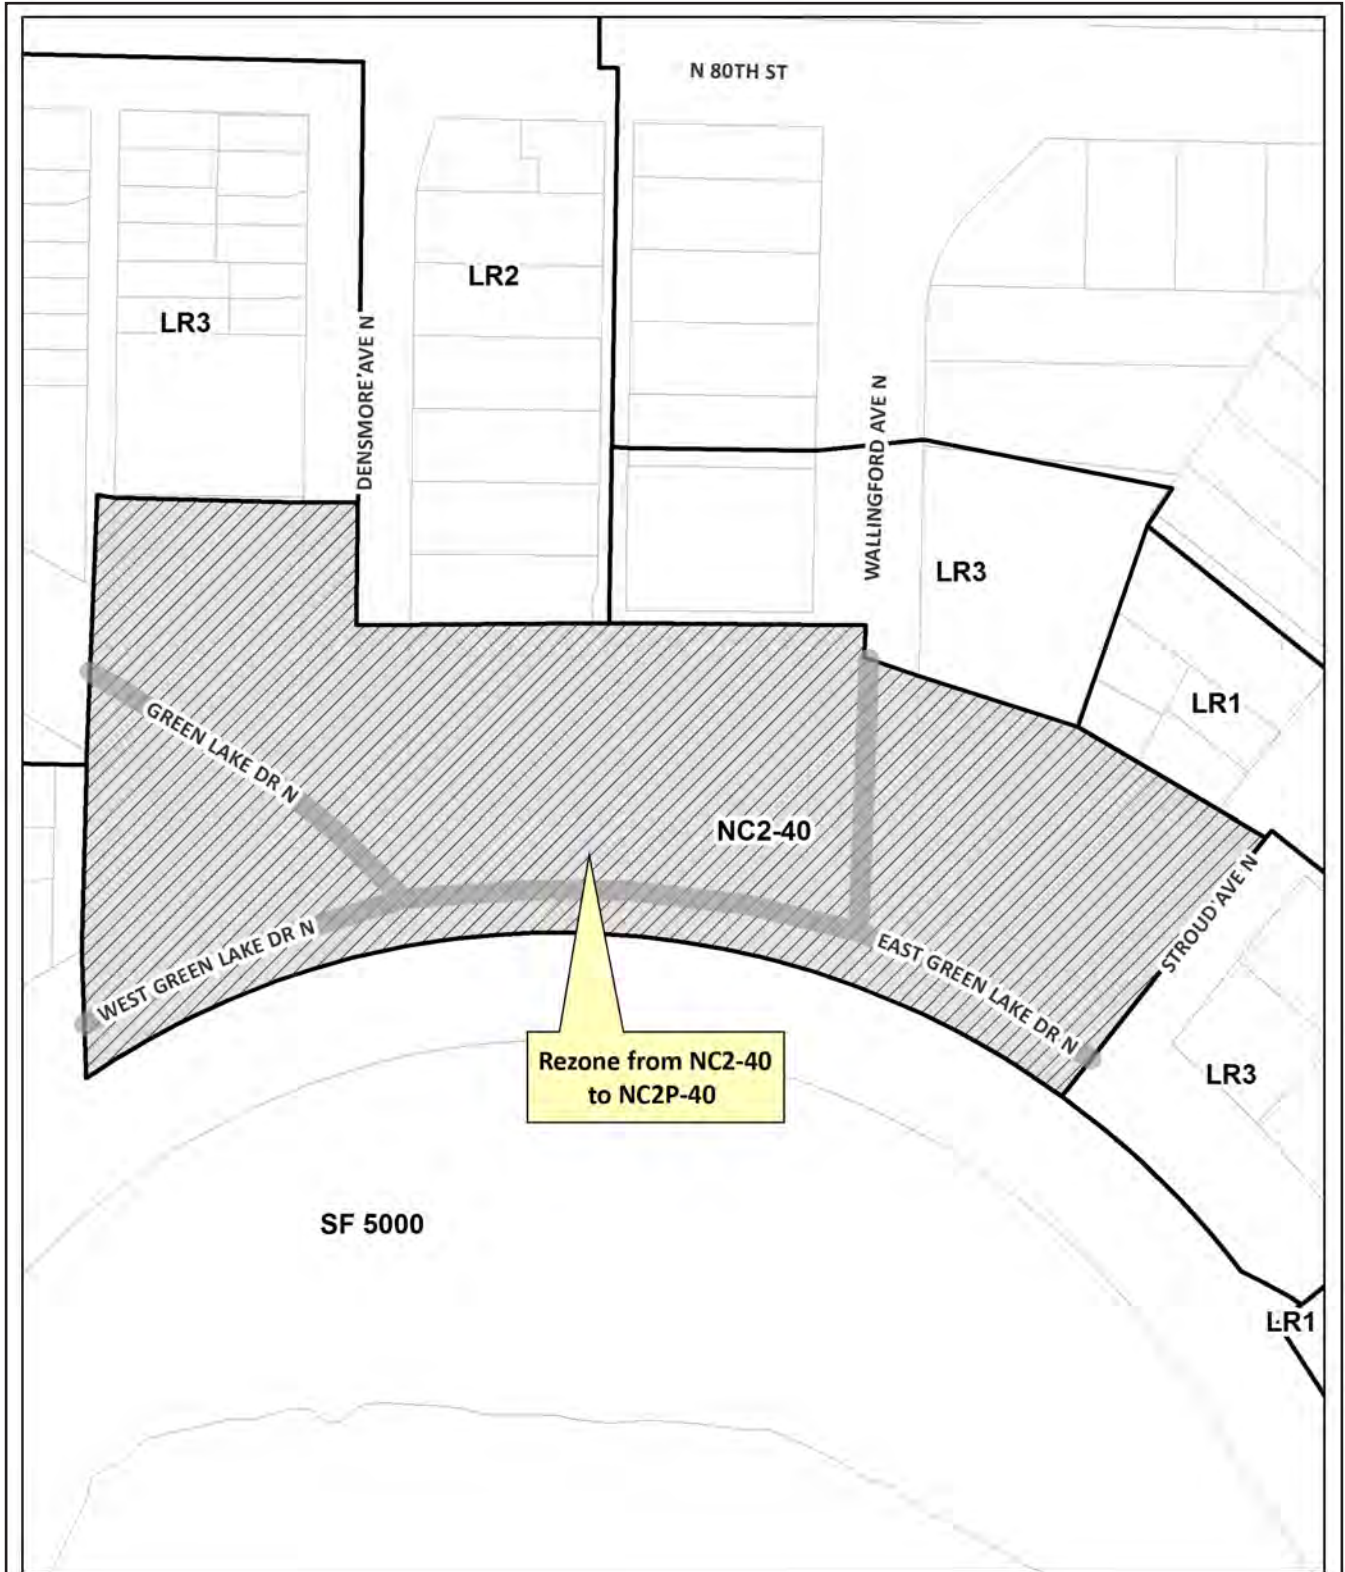 N 80TH ST
LR2
LR3
DENSMORE AVE N
WALLINGFORD AVE N
LR3
LR1
GREEN LAKE DR N
NC2-40
WEST GREEN LAKE DR N
EAST GREEN LAKE DR N
STROUD AVE N
Rezone from NC2-40
to NC2P-40
LR3
SF 5000
LR1